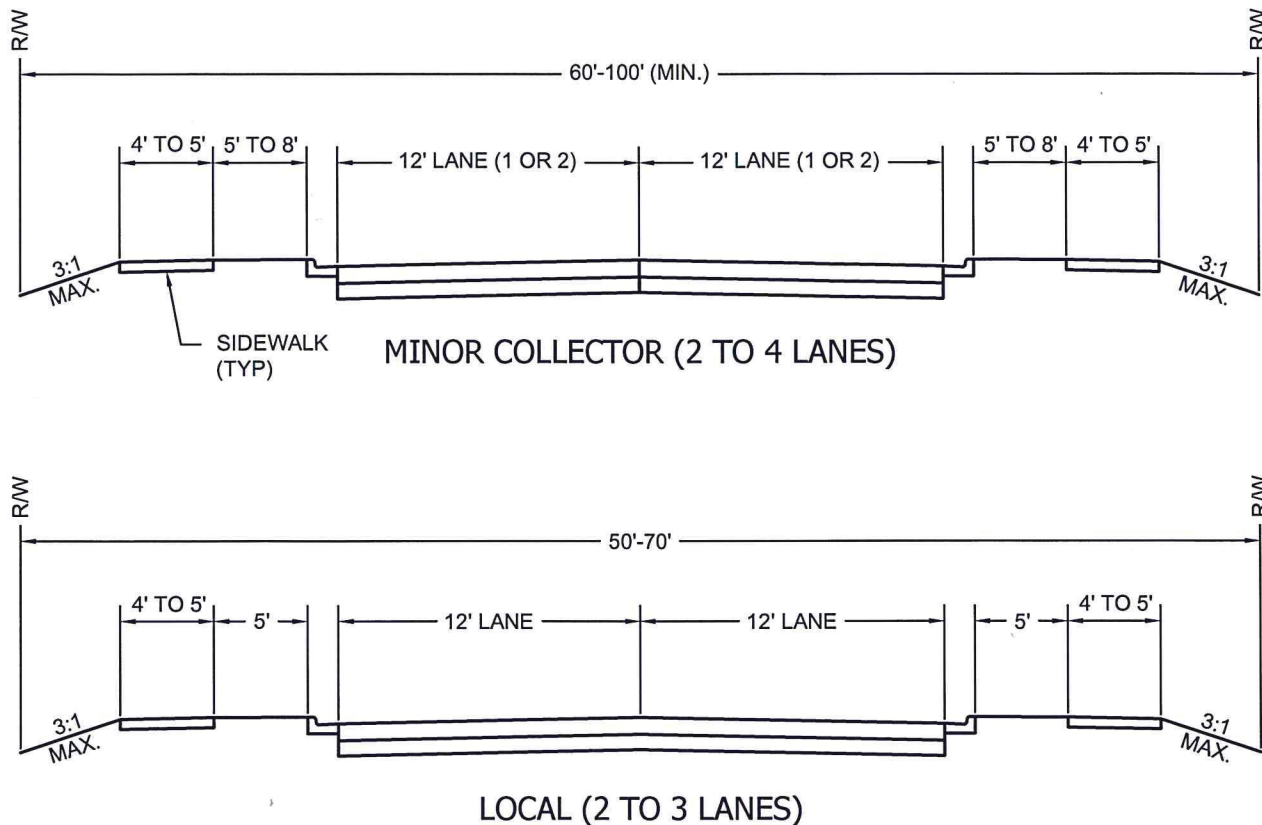 R/W
R/W
60'-100' (MIN.)
4' TO 5'
5' TO 8'
12' LANE (1 OR 2)
12' LANE (1 OR 2)
5' TO 8'
4' TO 5'
3:1
MAX.
3:1
MAX.
SIDEWALK
(TYP)
MINOR COLLECTOR (2 TO 4 LANES)
R/W
R/W
50'-70'
4' TO 5'
5'
12' LANE
12' LANE
5'
4' TO 5'
3:1
MAX.
3:1
MAX.
LOCAL (2 TO 3 LANES)